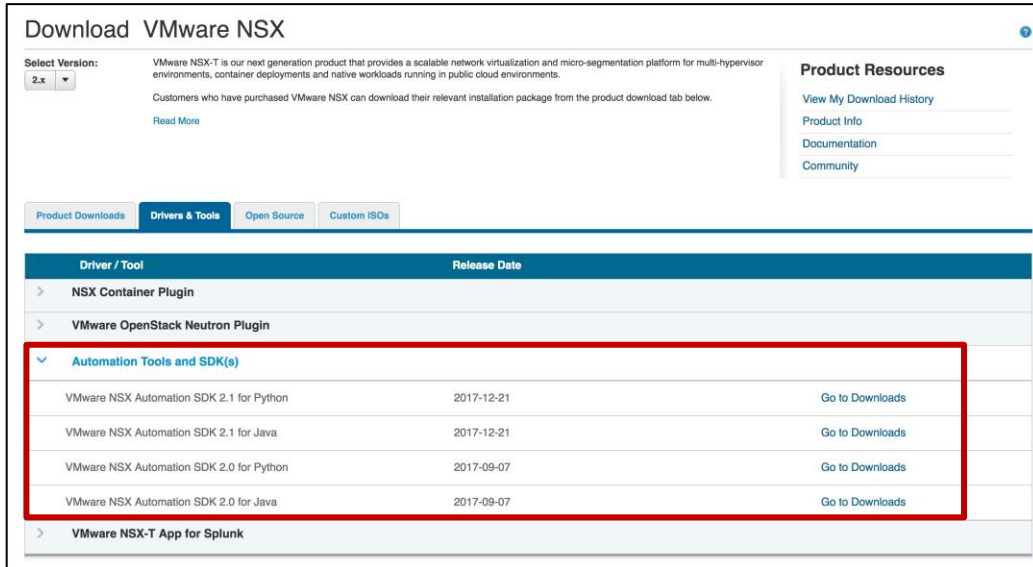 Download VMware NSX
Select Version:
2.x
VMware NSX-T is our next generation product that provides a scalable network virtualization and micro-segmentation platform for multi-hypervisor
environments, container deployments and native workloads running in public cloud environments.
Customers who have purchased VMware NSX can download their relevant installation package from the product download tab below.
Read More
Product Resources
View My Download History
Product Info
Documentation
Community
Product Downloads Drivers & Tools Open Source Custom ISOs
Driver / Tool Release Date
NSX Container Plugin
VMware OpenStack Neutron Plugin
Automation Tools and SDK(s)
VMware NSX Automation SDK 2.1 for Python 2017-12-21 Go to Downloads
VMware NSX Automation SDK 2.1 for Java 2017-12-21 Go to Downloads
VMware NSX Automation SDK 2.0 for Python 2017-09-07 Go to Downloads
VMware NSX Automation SDK 2.0 for Java 2017-09-07 Go to Downloads
VMware NSX-T App for Splunk